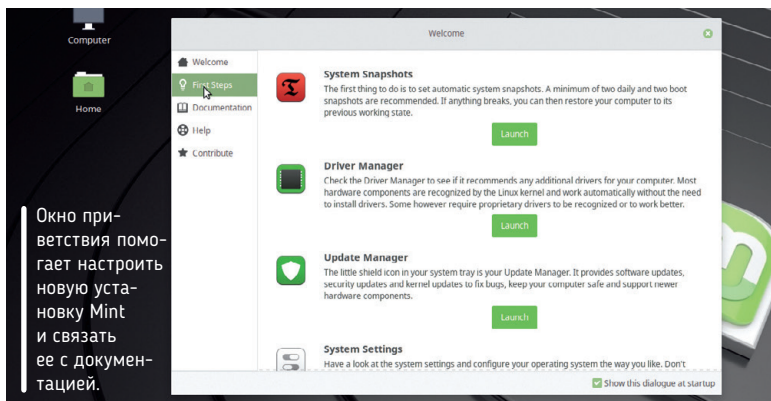 Computer
Home
Welcome
Welcome
First Steps
Documentation
Help
Contribute
System Snapshots
The first thing to do is to set automatic system snapshots. A minimum of two daily and two boot
snapshots are recommended. If anything breaks, you can then restore your computer to its
previous working state.
Launch
Driver Manager
Check the Driver Manager to see if it recommends any additional drivers for your computer. Most
hardware components are recognized by the Linux kernel and work automatically without the need
to install drivers. Some however require proprietary drivers to be recognized or to work better.
Launch
Update Manager
The little shield icon in your system tray is your Update Manager. It provides software updates,
security updates and kernel updates to fix bugs, keep your computer safe and support newer
hardware components.
Launch
System Settings
Have a look at the system settings and configure your operating system the way you like. Don't
Show this dialogue at startup
Окно при-
ветствия помо-
гает настроить
новую уста-
новку Mint
и связать
ее с докумен-
тацией.